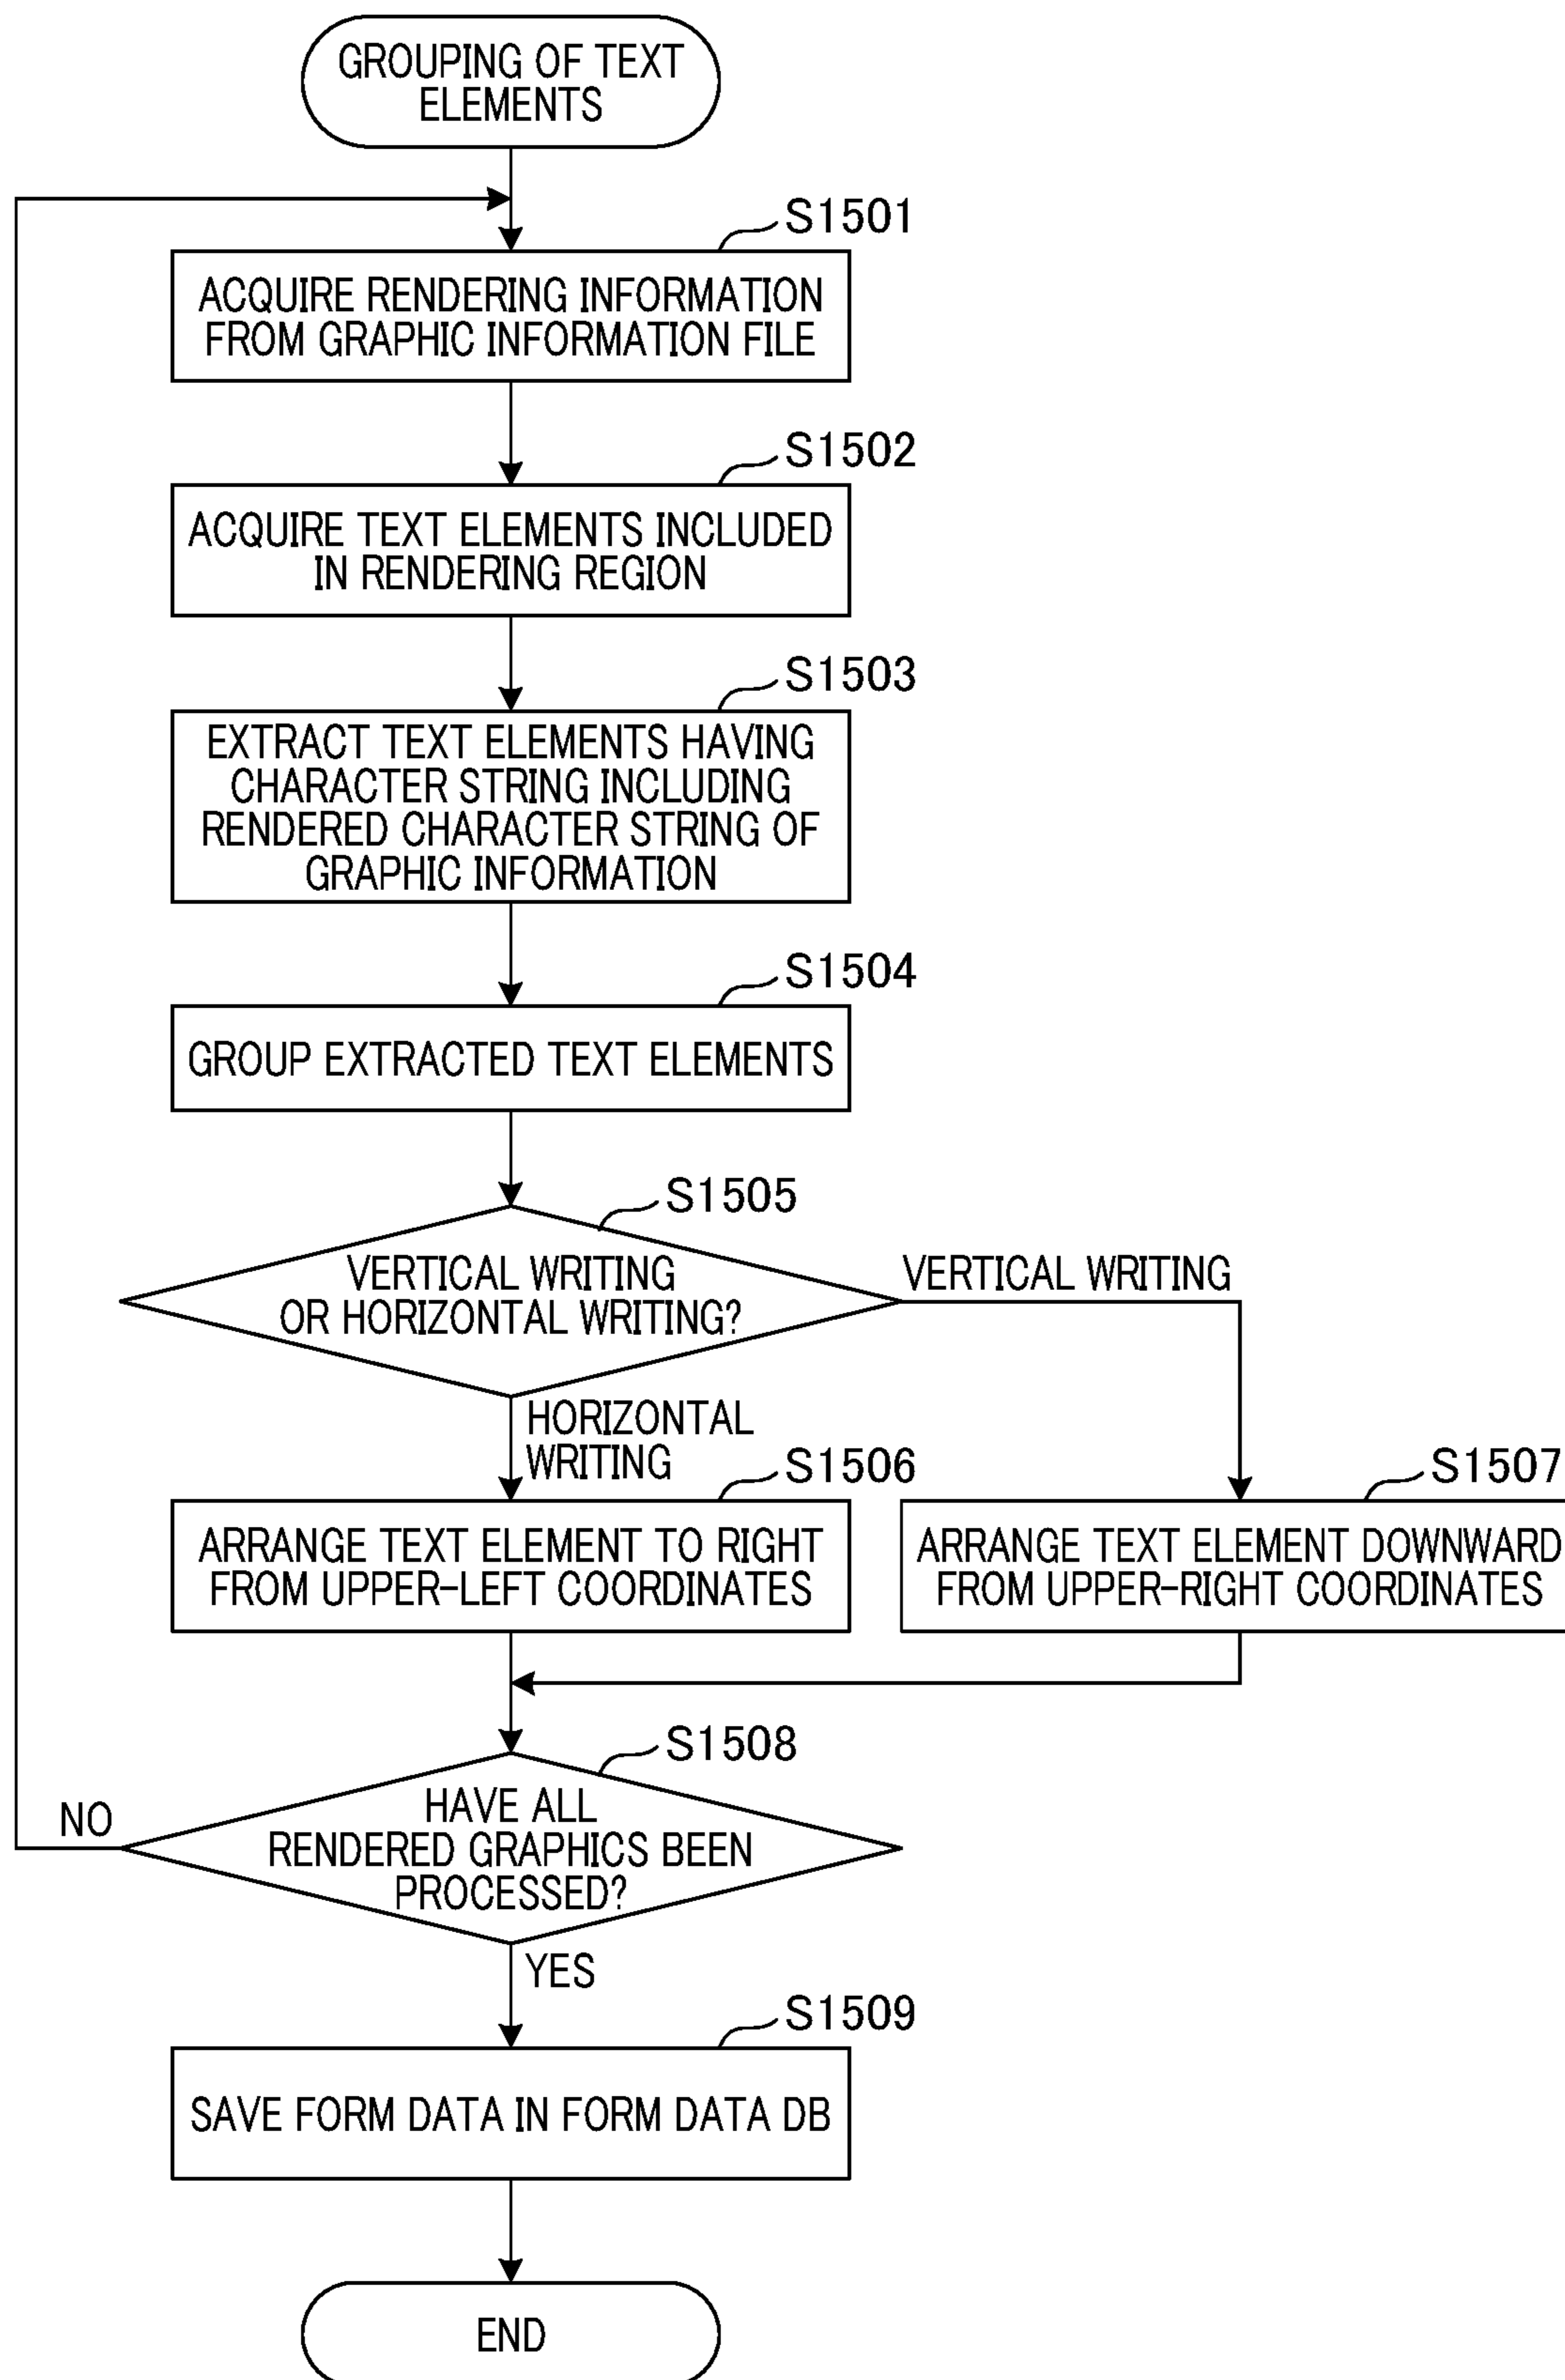 GROUPING OF TEXT
ELEMENTS
S1501
ACQUIRE RENDERING INFORMATION
FROM GRAPHIC INFORMATION FILE
S1502
ACQUIRE TEXT ELEMENTS INCLUDED
IN RENDERING REGION
S1503
EXTRACT TEXT ELEMENTS HAVING
CHARACTER STRING INCLUDING
RENDERED CHARACTER STRING OF
GRAPHIC INFORMATION
S1504
GROUP EXTRACTED TEXT ELEMENTS
S1505
VERTICAL WRITING
OR HORIZONTAL WRITING?
VERTICAL WRITING
HORIZONTAL
WRITING
S1506
ARRANGE TEXT ELEMENT TO RIGHT
FROM UPPER-LEFT COORDINATES
S1507
ARRANGE TEXT ELEMENT DOWNWARD
FROM UPPER-RIGHT COORDINATES
S1508
HAVE ALL
RENDERED GRAPHICS BEEN
PROCESSED?
NO
YES
S1509
SAVE FORM DATA IN FORM DATA DB
END